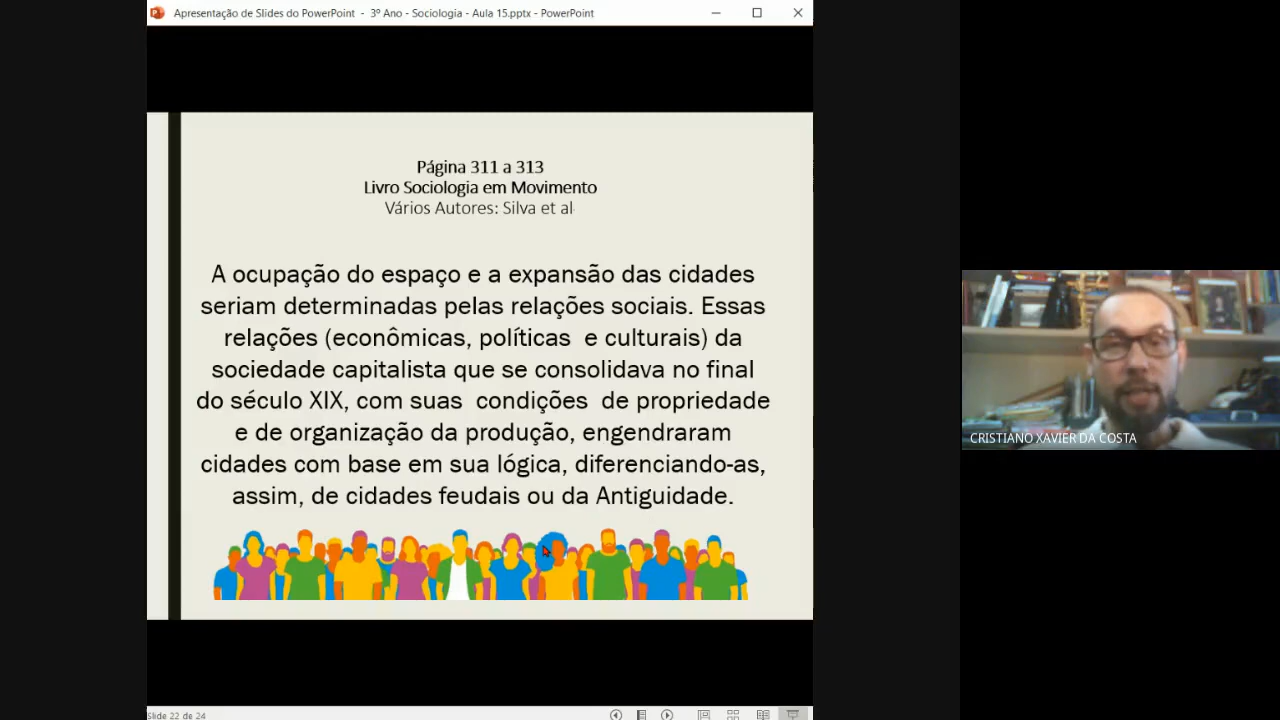 Apresentação de Slides do PowerPoint - 3º Ano - Sociologia - Aula 15.pptx - PowerPoint
Página 311 a 313
Livro Sociologia em Movimento
Vários Autores: Silva et al
A ocupação do espaço e a expansão das cidades
seriam determinadas pelas relações sociais. Essas
relações (econômicas, políticas e culturais) da
sociedade capitalista que se consolidava no final
do século XIX, com suas condições de propriedade
e de organização da produção, engendraram
cidades com base em sua lógica, diferenciando-as,
assim, de cidades feudais ou da Antiguidade.
CRISTIANO XAVIER DA COSTA
Slide 22 de 24